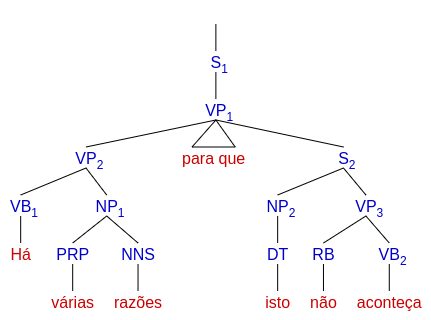 S1
VP1
VP2 para que S2
VB1 NP1 NP2 VP3
Há PRP NNS DT RB VB2
várias razões isto não aconteça